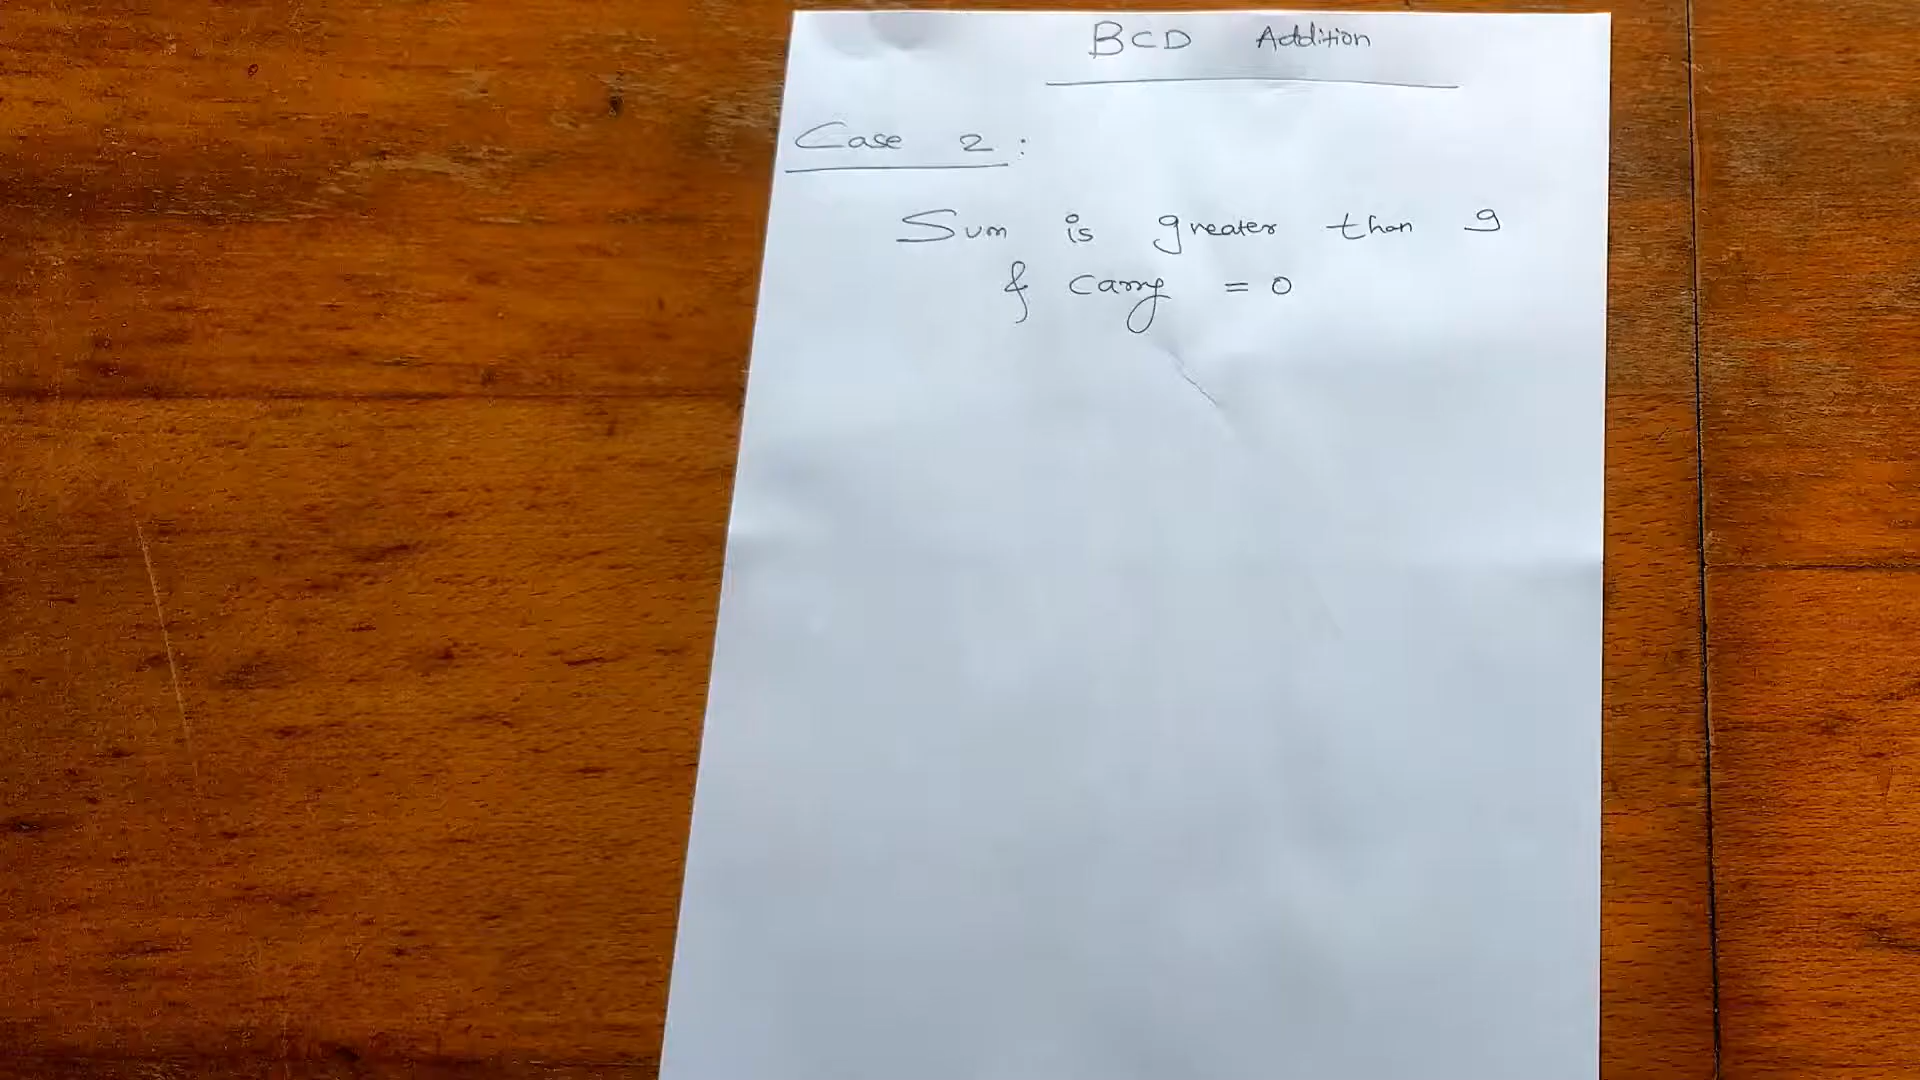 BCD Addition
Case 2:
Sum is greater than 9
& carry = 0